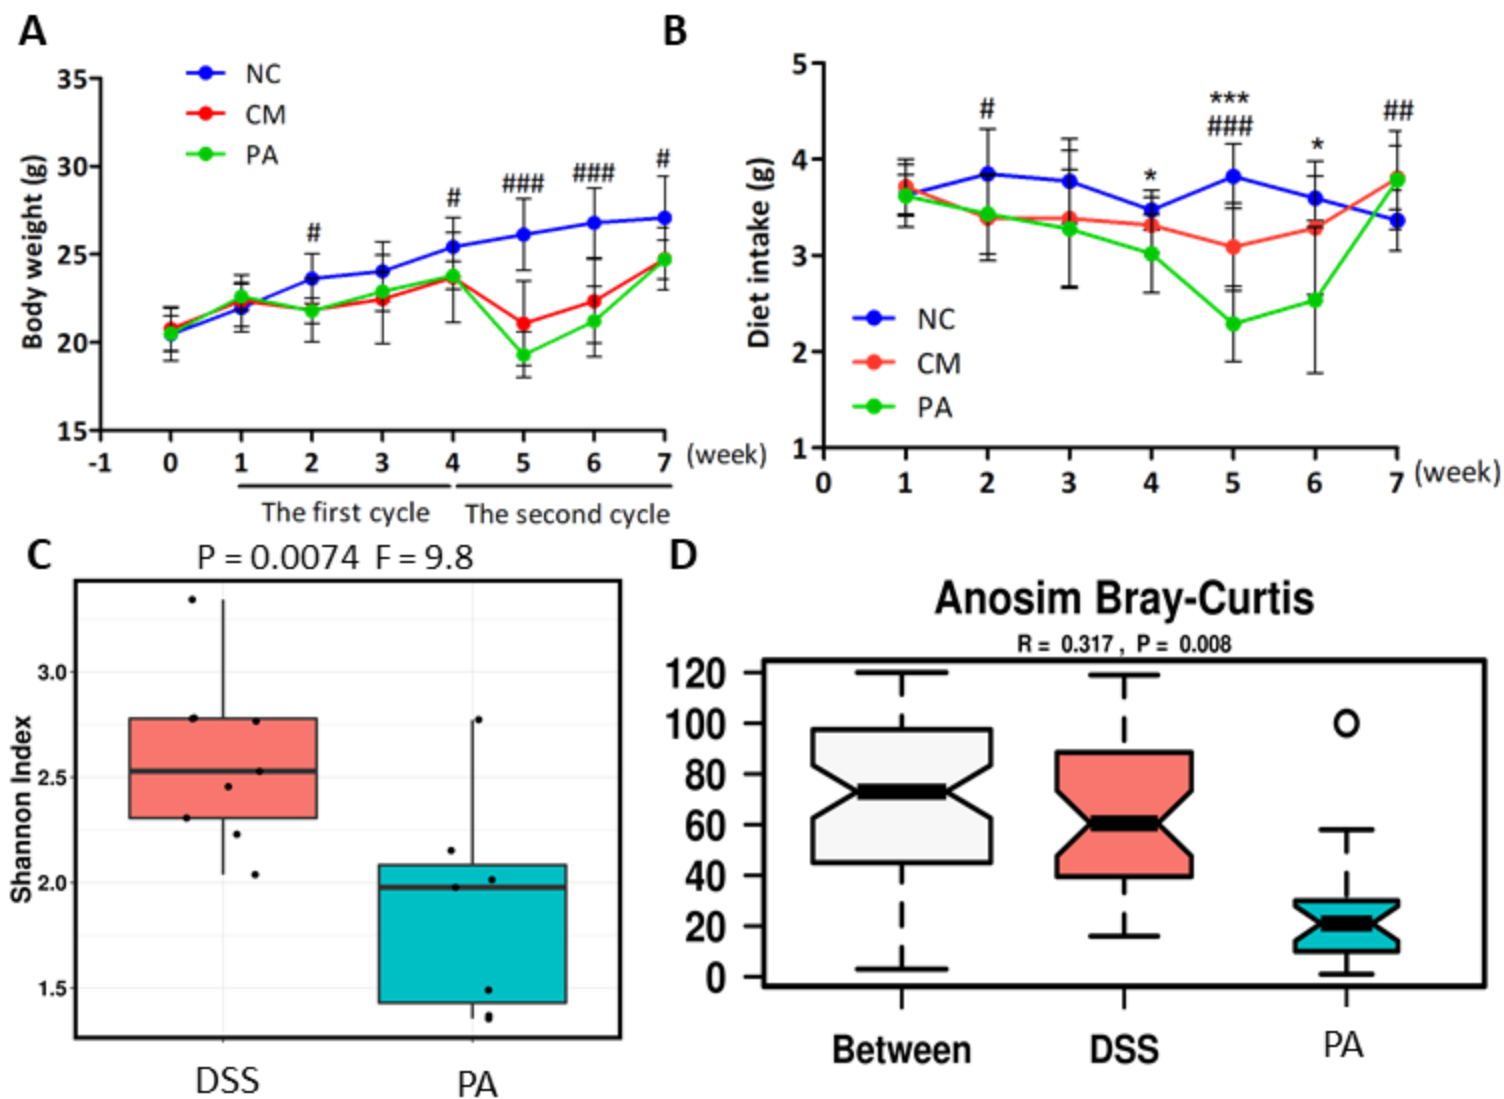 A
NC
CM
PA
Body weight (g)
35
30
25
20
15
# # ### ### #
-1 0 1 2 3 4 5 6 7 (week)
The first cycle The second cycle
B
Diet intake (g)
5
4
3
2
1
# * *** ### * ##
NC
CM
PA
0 1 2 3 4 5 6 7 (week)
C
P = 0.0074 F = 9.8
Shannon Index
3.0
2.5
2.0
1.5
DSS PA
D
Anosim Bray-Curtis
R = 0.317 , P = 0.008
120
100
80
60
40
20
0
Between DSS PA